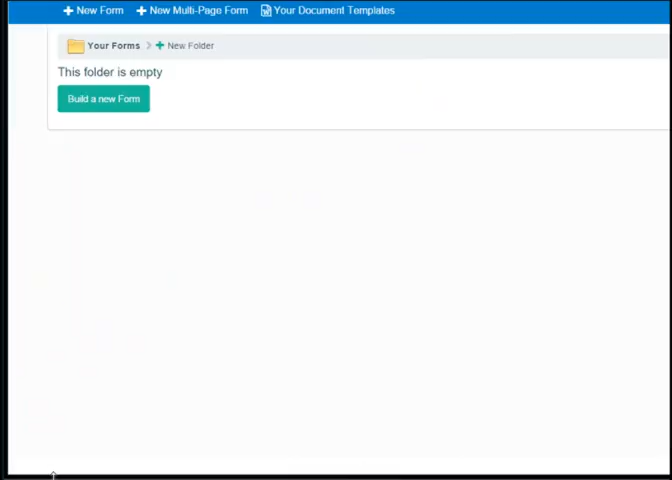 New Form New Multi-Page Form Your Document Templates
Your Forms New Folder
This folder is empty
Build a new Form